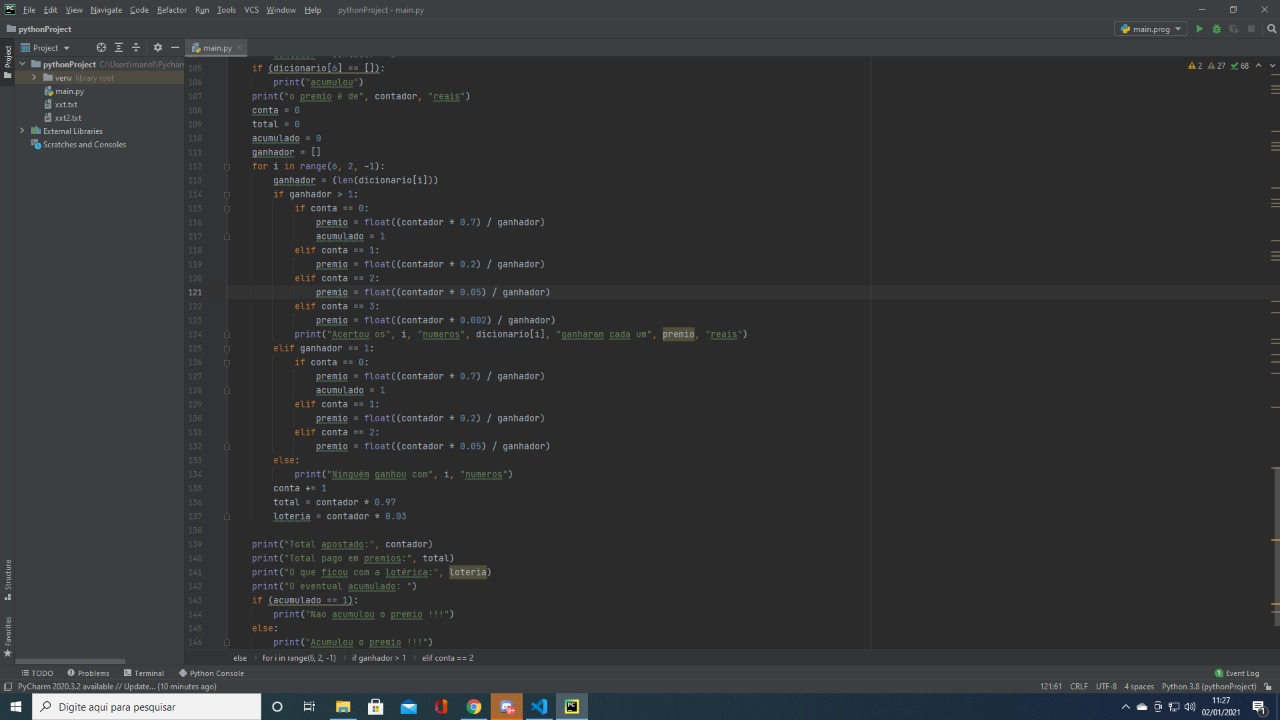 File Edit View Navigate Code Refactor Run Tools VCS Window Help pythonProject - main.py
pythonProject
main.prog
Project
main.py
Project
pythonProject C:\Users\manol\Pycharm
venv library root
main.py
xxt.txt
xxt2.txt
External Libraries
Scratches and Consoles
2 27 68
105 if (dicionario[6] == []):
106 print("acumulou")
107 print("o premio é de", contador, "reais")
108 conta = 0
109 total = 0
110 acumulado = 0
111 ganhador = []
112 for i in range(6, 2, -1):
113 ganhador = (len(dicionario[i]))
114 if ganhador > 1:
115 if conta == 0:
116 premio = float((contador * 0.7) / ganhador)
117 acumulado = 1
118 elif conta == 1:
119 premio = float((contador * 0.2) / ganhador)
120 elif conta == 2:
121 premio = float((contador * 0.05) / ganhador)
122 elif conta == 3:
123 premio = float((contador * 0.002) / ganhador)
124 print("Acertou os", i, "numeros", dicionario[i], "ganharam cada um", premio, "reais")
125 elif ganhador == 1:
126 if conta == 0:
127 premio = float((contador * 0.7) / ganhador)
128 acumulado = 1
129 elif conta == 1:
130 premio = float((contador * 0.2) / ganhador)
131 elif conta == 2:
132 premio = float((contador * 0.05) / ganhador)
133 else:
134 print("Ninguém ganhou com", i, "numeros")
135 conta += 1
136 total = contador * 0.97
137 loteria = contador * 0.03
138
139 print("Total apostado:", contador)
140 print("Total pago em premios:", total)
141 print("O que ficou com a lotérica:", loteria)
142 print("O eventual acumulado: ")
143 if (acumulado == 1):
144 print("Nao acumulou o premio !!!")
145 else:
146 print("Acumulou o premio !!!")
Structure
Favorites
else for i in range(6, 2, -1) if ganhador > 1 elif conta == 2
TODO Problems Terminal Python Console 1 Event Log
PyCharm 2020.3.2 available // Update... (10 minutes ago) 121:61 CRLF UTF-8 4 spaces Python 3.8 (pythonProject)
Digite aqui para pesquisar
11:27
02/01/2021